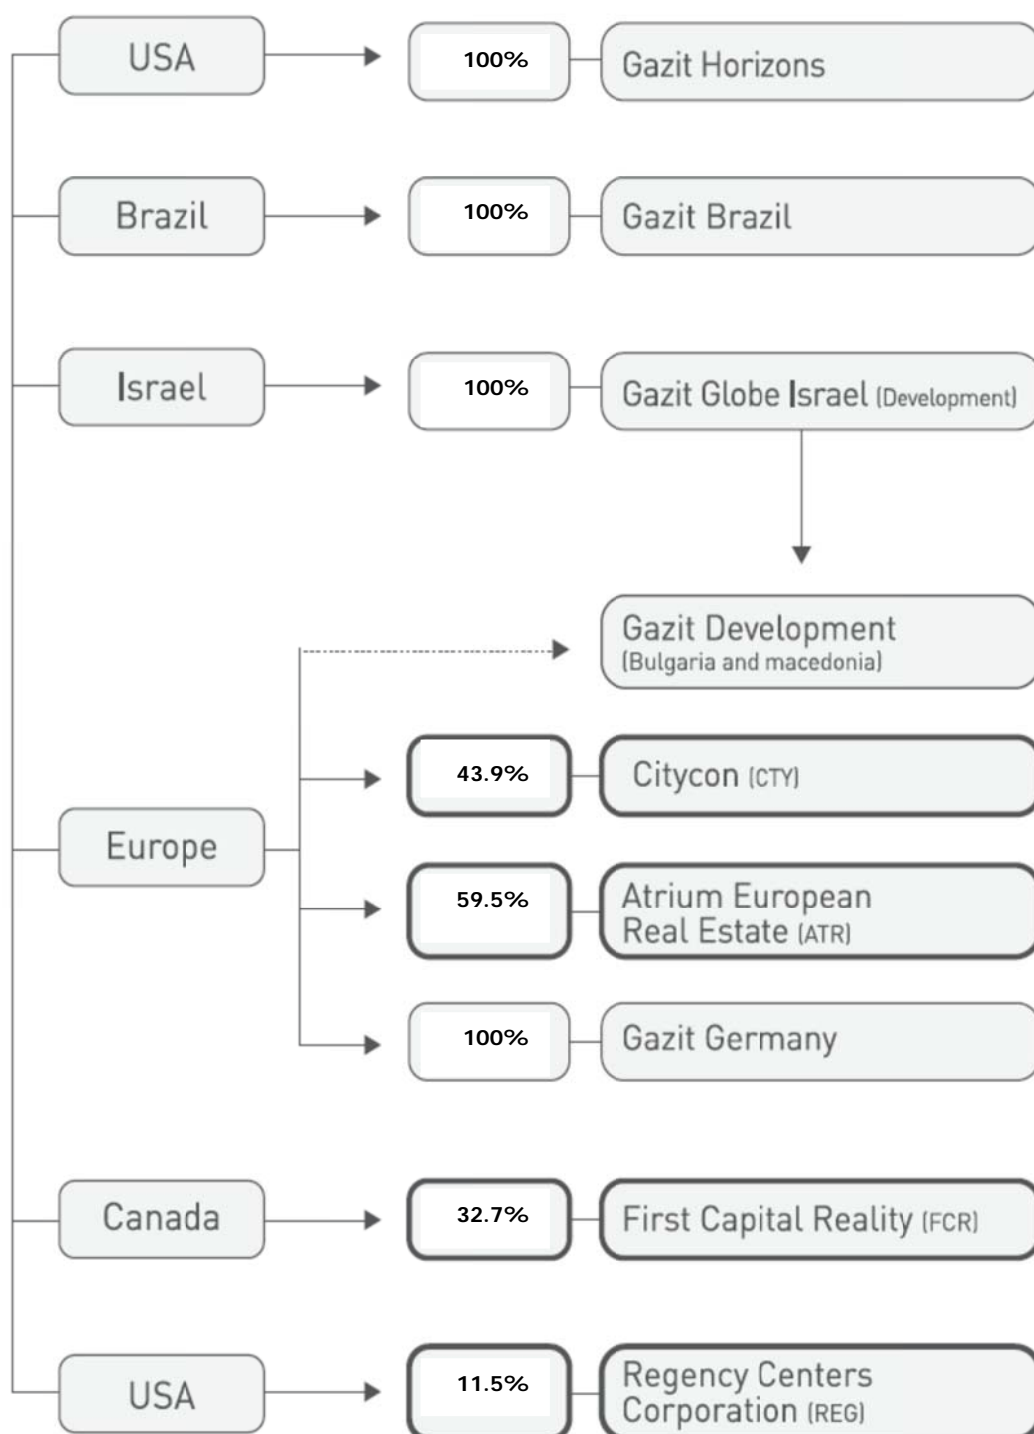 USA
100%
Gazit Horizons
Brazil
100%
Gazit Brazil
Israel
100%
Gazit Globe Israel (Development)
Gazit Development
(Bulgaria and macedonia)
43.9%
Citycon (CTY)
Europe
59.5%
Atrium European
Real Estate (ATR)
100%
Gazit Germany
Canada
32.7%
First Capital Reality (FCR)
USA
11.5%
Regency Centers
Corporation (REG)